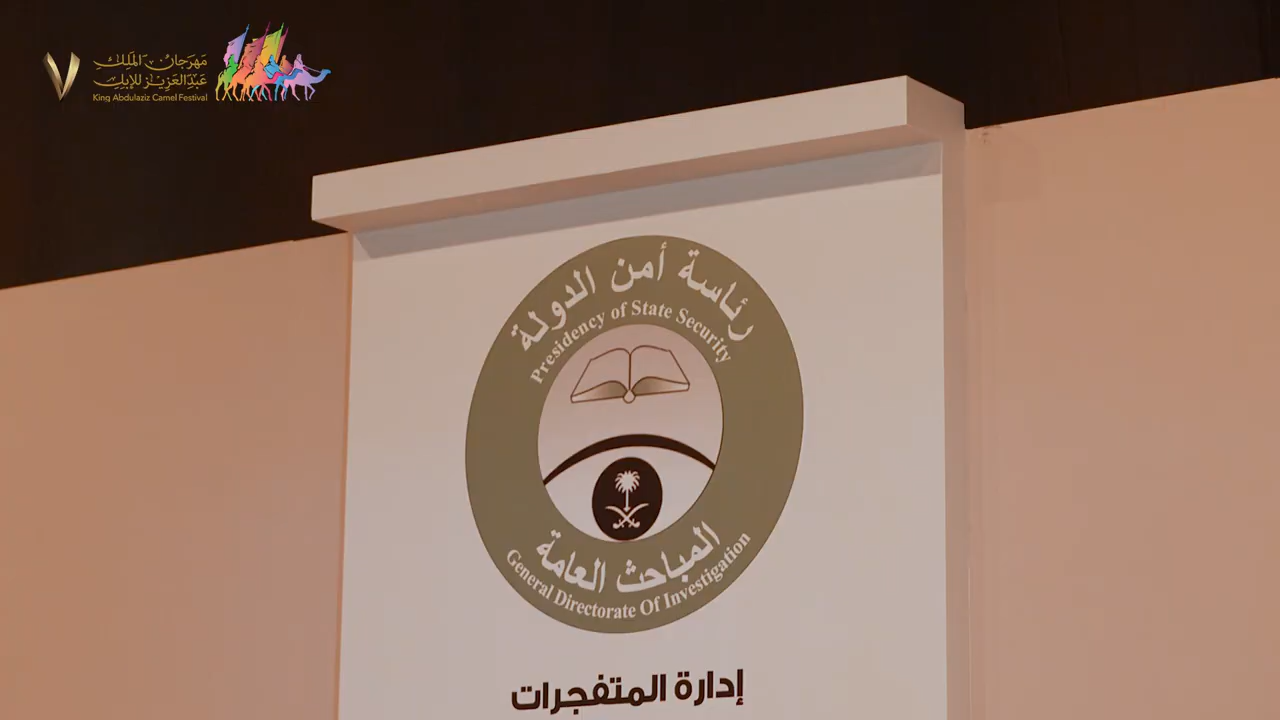 مهرجان الملك
عبدالعزيز للإبل
King Abdulaziz Camel Festival
٧
رئاسة أمن الدولة
Presidency of State Security
المباحث العامة
General Directorate Of Investigation
إدارة المتفجرات